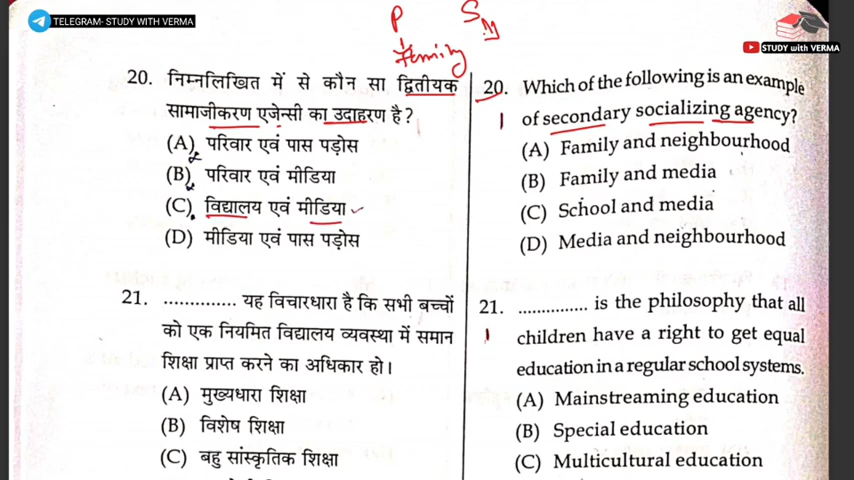 TELEGRAM- STUDY WITH VERMA
P S
Family
STUDY with VERMA
20. निम्नलिखित में से कौन सा द्वितीयक
सामाजीकरण एजेन्सी का उदाहरण है?
(A) परिवार एवं पास पड़ोस
(B) परिवार एवं मीडिया
(C) विद्यालय एवं मीडिया
(D) मीडिया एवं पास पड़ोस
21. .............. यह विचारधारा है कि सभी बच्चों
को एक नियमित विद्यालय व्यवस्था में समान
शिक्षा प्राप्त करने का अधिकार हो।
(A) मुख्यधारा शिक्षा
(B) विशेष शिक्षा
(C) बहु सांस्कृतिक शिक्षा
20. Which of the following is an example
1 of secondary socializing agency?
(A) Family and neighbourhood
(B) Family and media
(C) School and media
(D) Media and neighbourhood
21. ............... is the philosophy that all
1 children have a right to get equal
education in a regular school systems.
(A) Mainstreaming education
(B) Special education
(C) Multicultural education